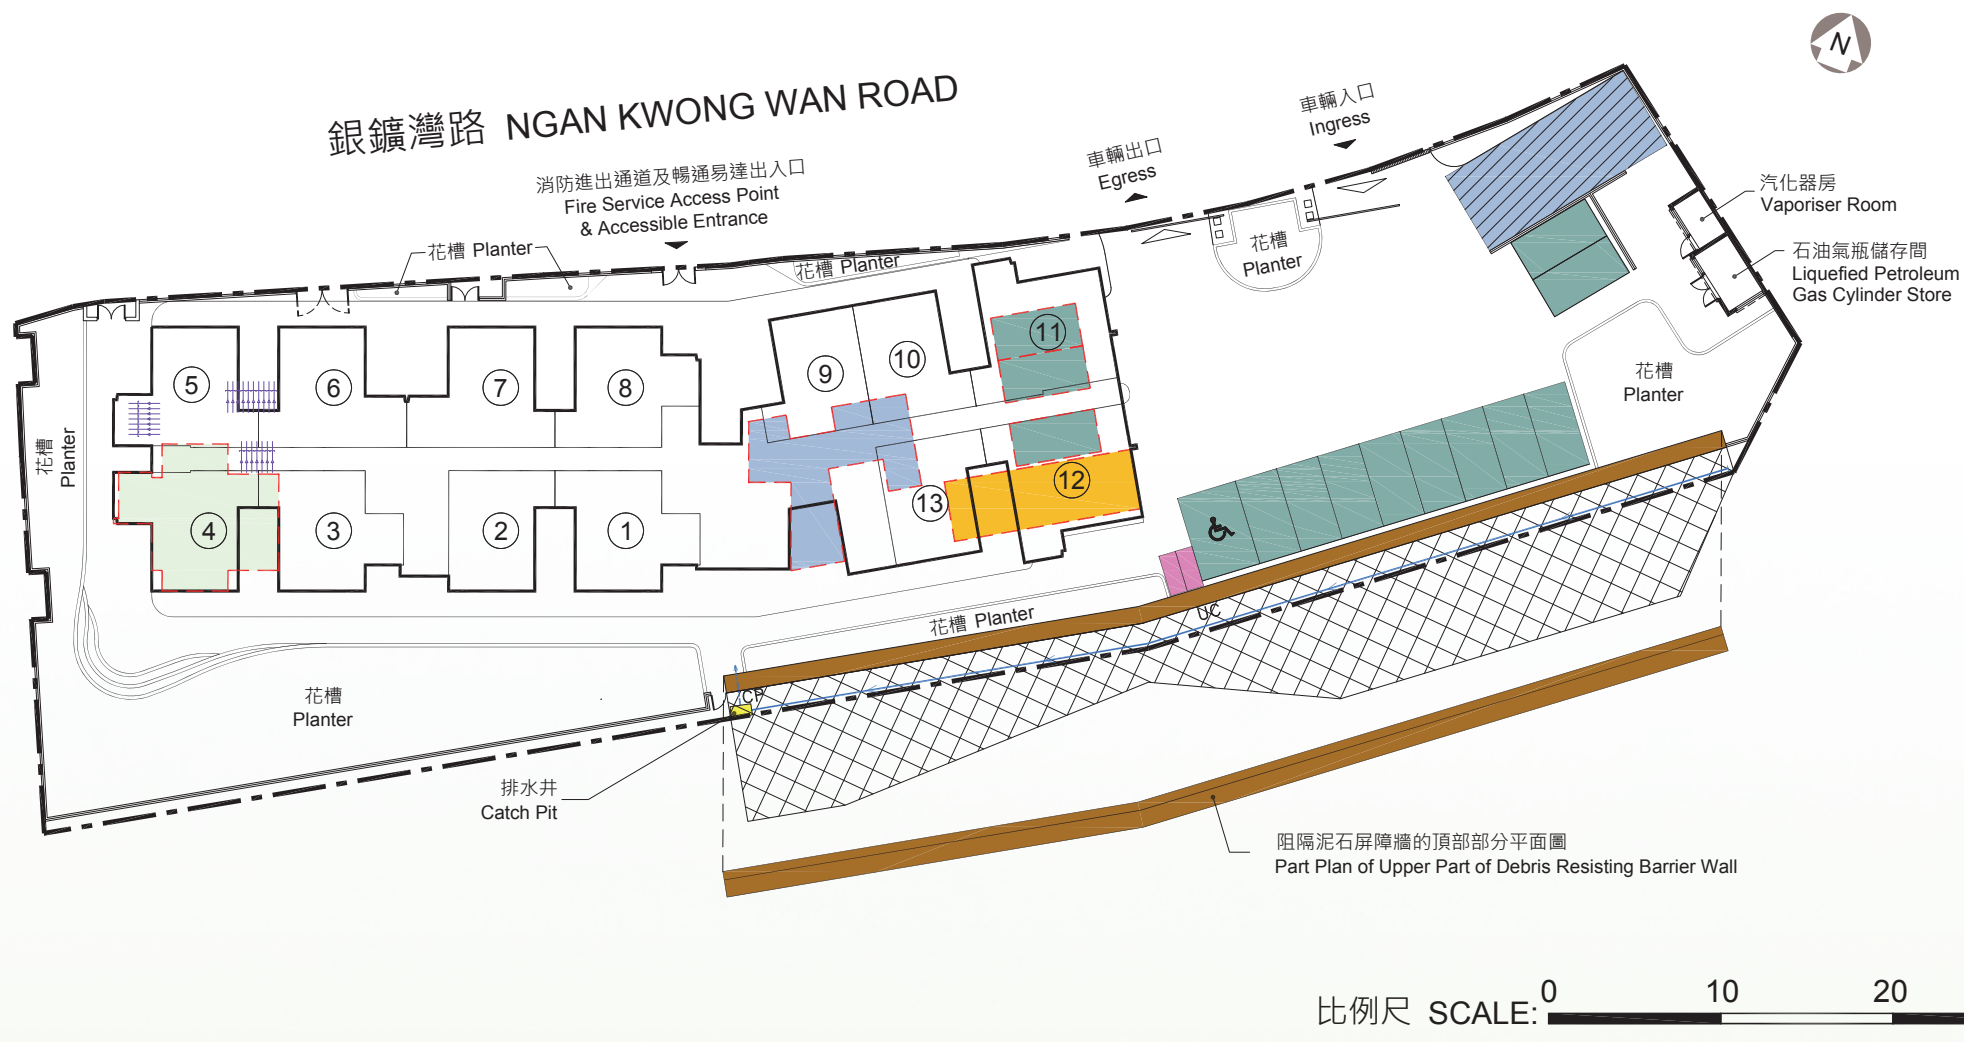 N
銀鑛灣路 NGAN KWONG WAN ROAD
車輛入口
Ingress
車輛出口
Egress
消防進出通道及暢通易達出入口
Fire Service Access Point
& Accessible Entrance
汽化器房
Vaporiser Room
石油氣瓶儲存間
Liquefied Petroleum
Gas Cylinder Store
花槽 Planter
花槽 Planter
花槽
Planter
花槽
Planter
花槽
Planter
5
6
7
8
9
10
11
4
3
2
1
13
12
花槽 Planter
UC
花槽
Planter
CP
排水井
Catch Pit
阻隔泥石屏障牆的頂部部分平面圖
Part Plan of Upper Part of Debris Resisting Barrier Wall
比例尺 SCALE:
0
10
20